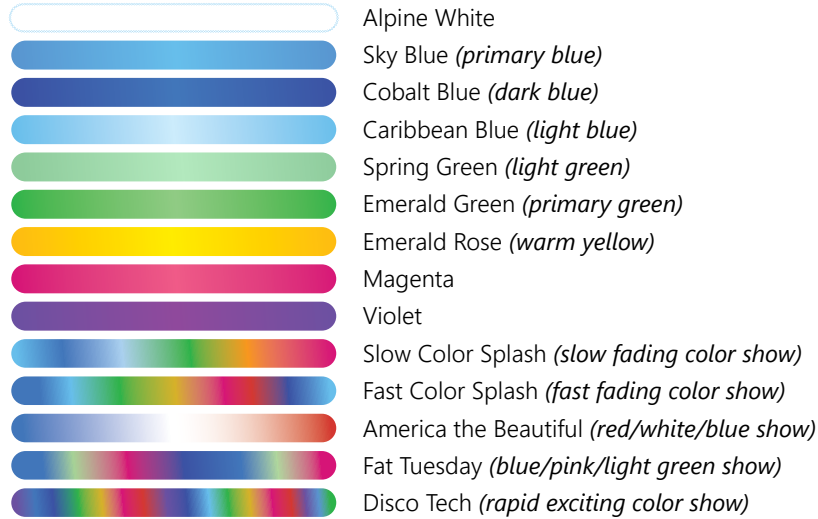 Alpine White
Sky Blue (primary blue)
Cobalt Blue (dark blue)
Caribbean Blue (light blue)
Spring Green (light green)
Emerald Green (primary green)
Emerald Rose (warm yellow)
Magenta
Violet
Slow Color Splash (slow fading color show)
Fast Color Splash (fast fading color show)
America the Beautiful (red/white/blue show)
Fat Tuesday (blue/pink/light green show)
Disco Tech (rapid exciting color show)